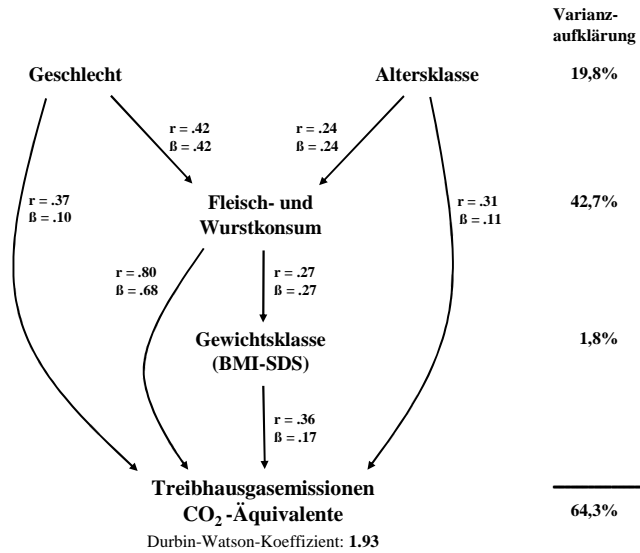 Varianz-
aufklärung
Geschlecht
Altersklasse
19,8%
r = .42
ß = .42
r = .24
ß = .24
r = .37
ß = .10
Fleisch- und
Wurstkonsum
r = .31
ß = .11
42,7%
r = .80
ß = .68
r = .27
ß = .27
Gewichtsklasse
(BMI-SDS)
1,8%
r = .36
ß = .17
Treibhausgasemissionen
CO₂ -Äquivalente
64,3%
Durbin-Watson-Koeffizient: 1.93